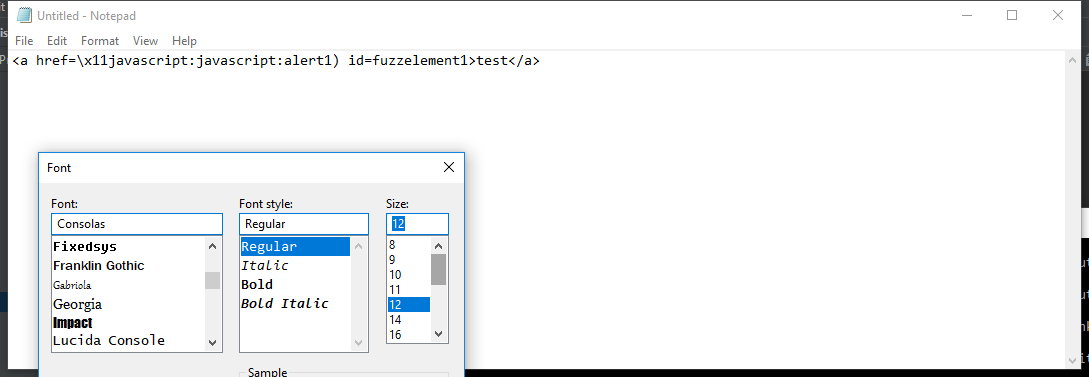 Untitled - Notepad
File Edit Format View Help
<a href=\x11javascript:javascript:alert1) id=fuzzelement1>test</a>
Font
Font: Font style: Size:
Consolas Regular 12
Fixedsys Regular 8
Franklin Gothic Italic 9
Gabriola Bold 10
Georgia Bold Italic 11
Impact 12
Lucida Console 14
16
Sample